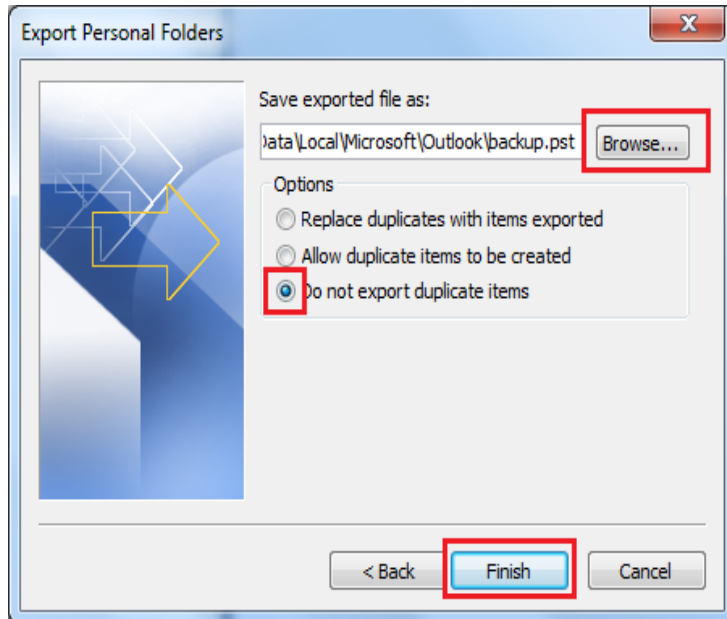 Export Personal Folders
X
Save exported file as:
Data\Local\Microsoft\Outlook\backup.pst
Browse...
Options
Replace duplicates with items exported
Allow duplicate items to be created
Do not export duplicate items
< Back
Finish
Cancel